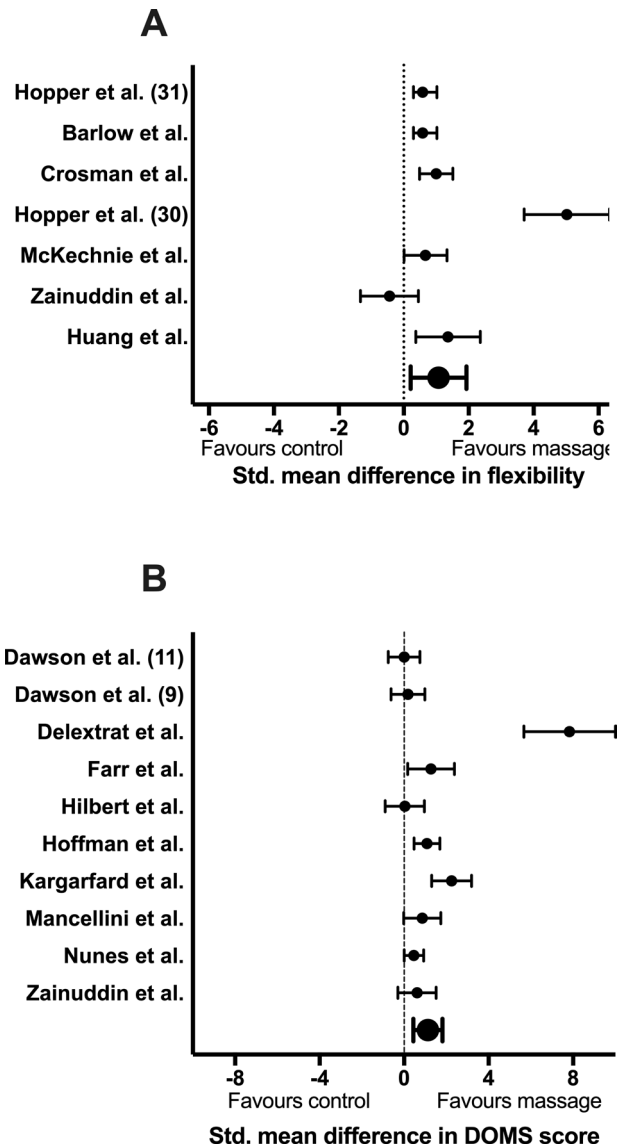 A
Hopper et al. (31)
Barlow et al.
Crosman et al.
Hopper et al. (30)
McKechnie et al.
Zainuddin et al.
Huang et al.
-6 -4 -2 0 2 4 6
Favours control Favours massage
Std. mean difference in flexibility
B
Dawson et al. (11)
Dawson et al. (9)
Delextrat et al.
Farr et al.
Hilbert et al.
Hoffman et al.
Kargarfard et al.
Mancellini et al.
Nunes et al.
Zainuddin et al.
-8 -4 0 4 8
Favours control Favours massage
Std. mean difference in DOMS score